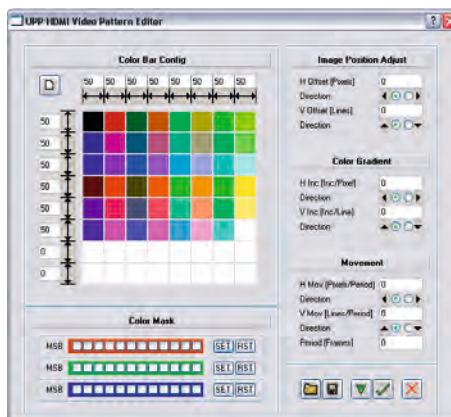 UPP HDMI Video Pattern Editor
Color Bar Config
50 50 50 50 50 50 50 50
50
50
50
50
50
50
0
0
Color Mask
MSB SET RST
MSB SET RST
MSB SET RST
Image Position Adjust
H Offset [Pixels] 0
Direction
V Offset [Lines] 0
Direction
Color Gradient
H Inc [Inc/Pixel] 0
Direction
V Inc [Inc/Line] 0
Direction
Movement
H Mov [Pixels/Period] 0
Direction
V Mov [Lines/Period] 0
Direction
Period [Frames] 0